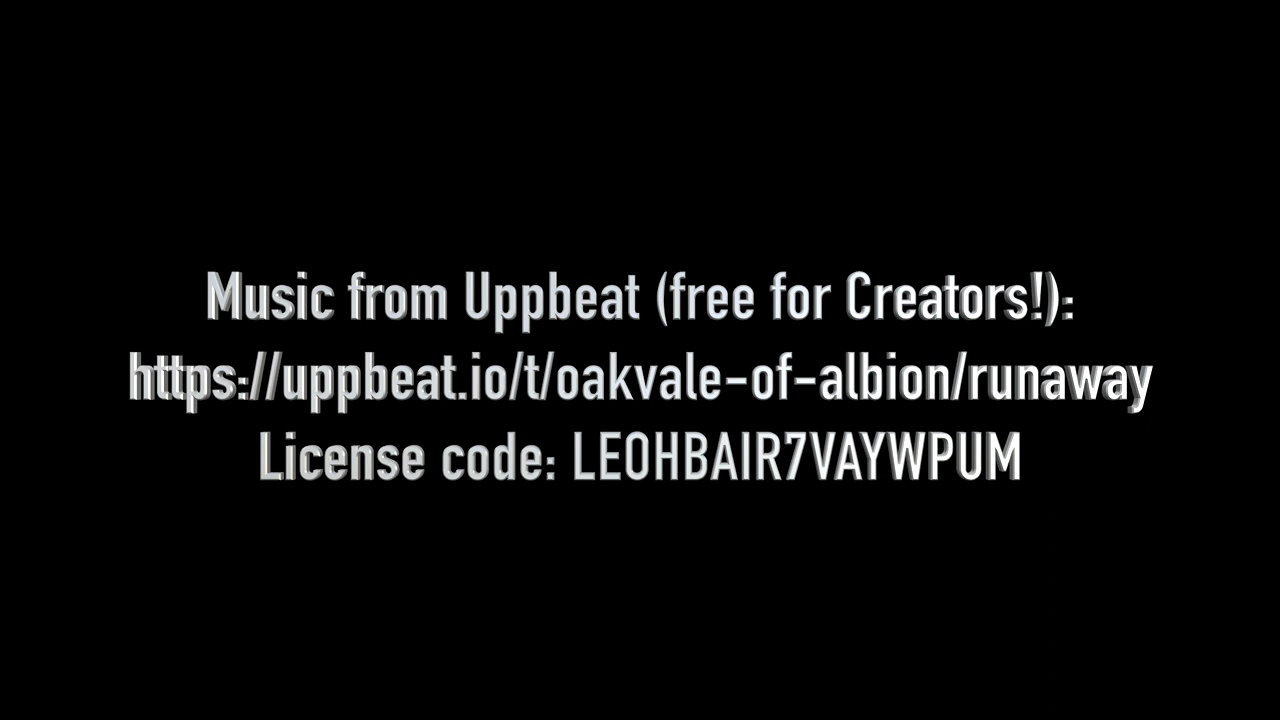 Music from Uppbeat (free for Creators!):
https://uppbeat.io/t/oakvale-of-albion/runaway
License code: LEOHBAIR7VAYWPUM